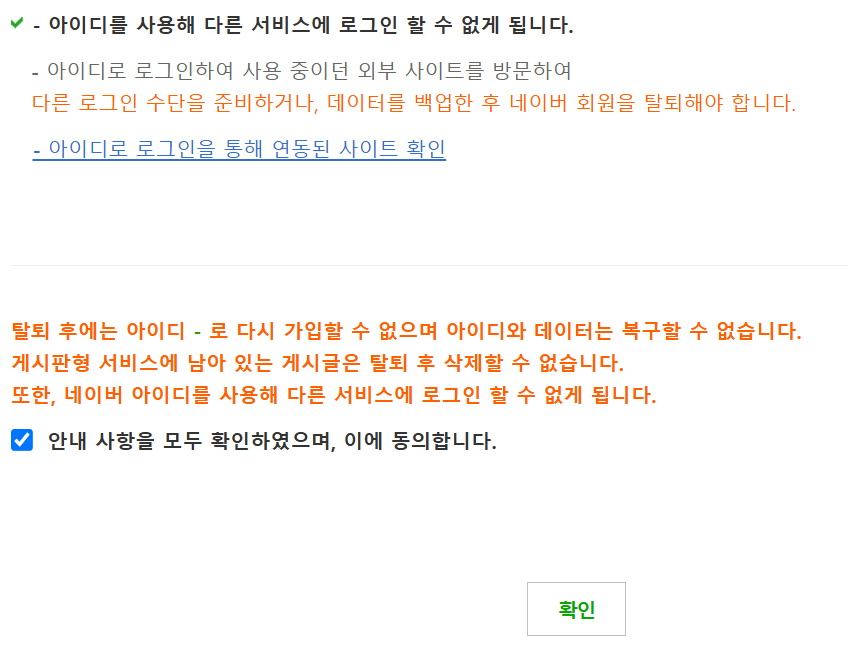 - 아이디를 사용해 다른 서비스에 로그인 할 수 없게 됩니다.
- 아이디로 로그인하여 사용 중이던 외부 사이트를 방문하여
다른 로그인 수단을 준비하거나, 데이터를 백업한 후 네이버 회원을 탈퇴해야 합니다.
- 아이디로 로그인을 통해 연동된 사이트 확인
탈퇴 후에는 아이디 - 로 다시 가입할 수 없으며 아이디와 데이터는 복구할 수 없습니다.
게시판형 서비스에 남아 있는 게시글은 탈퇴 후 삭제할 수 없습니다.
또한, 네이버 아이디를 사용해 다른 서비스에 로그인 할 수 없게 됩니다.
안내 사항을 모두 확인하였으며, 이에 동의합니다.
확인